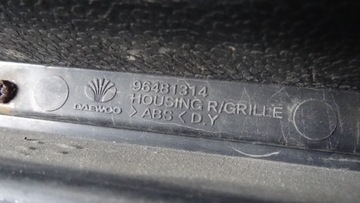 96481314
DAEWOO HOUSING R/GRILLE
>ABS< D.Y